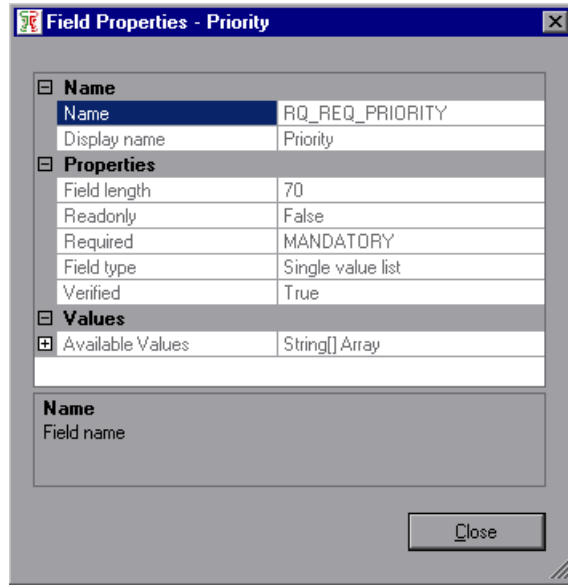 Field Properties - Priority
Name
Name RQ_REQ_PRIORITY
Display name Priority
Properties
Field length 70
Readonly False
Required MANDATORY
Field type Single value list
Verified True
Values
Available Values String[] Array
Name
Field name
Close